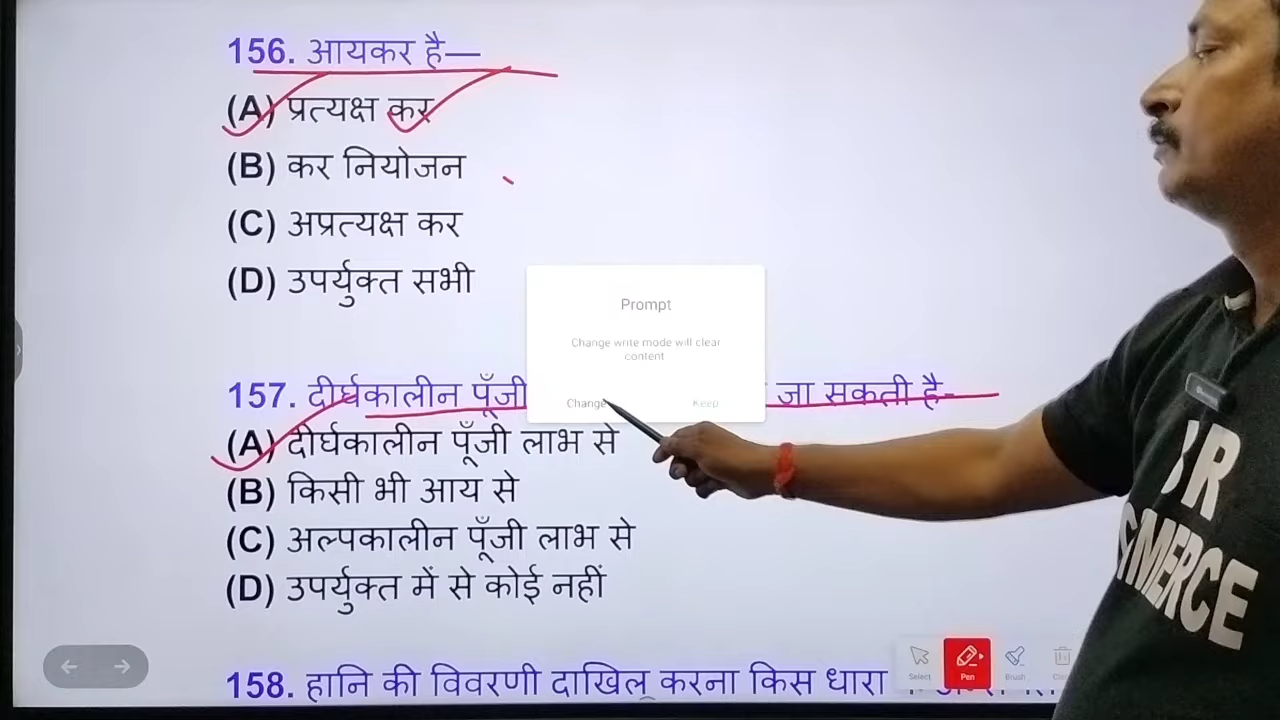 156. आयकर है—
(A) प्रत्यक्ष कर
(B) कर नियोजन
(C) अप्रत्यक्ष कर
(D) उपर्युक्त सभी
Prompt
Change write mode will clear
content
Change
Keep
157. दीर्घकालीन पूँजी जा सकती है-
(A) दीर्घकालीन पूँजी लाभ से
(B) किसी भी आय से
(C) अल्पकालीन पूँजी लाभ से
(D) उपर्युक्त में से कोई नहीं
158. हानि की विवरणी दाखिल करना किस धारा
Select
Pen
Brush
R
MMERCE